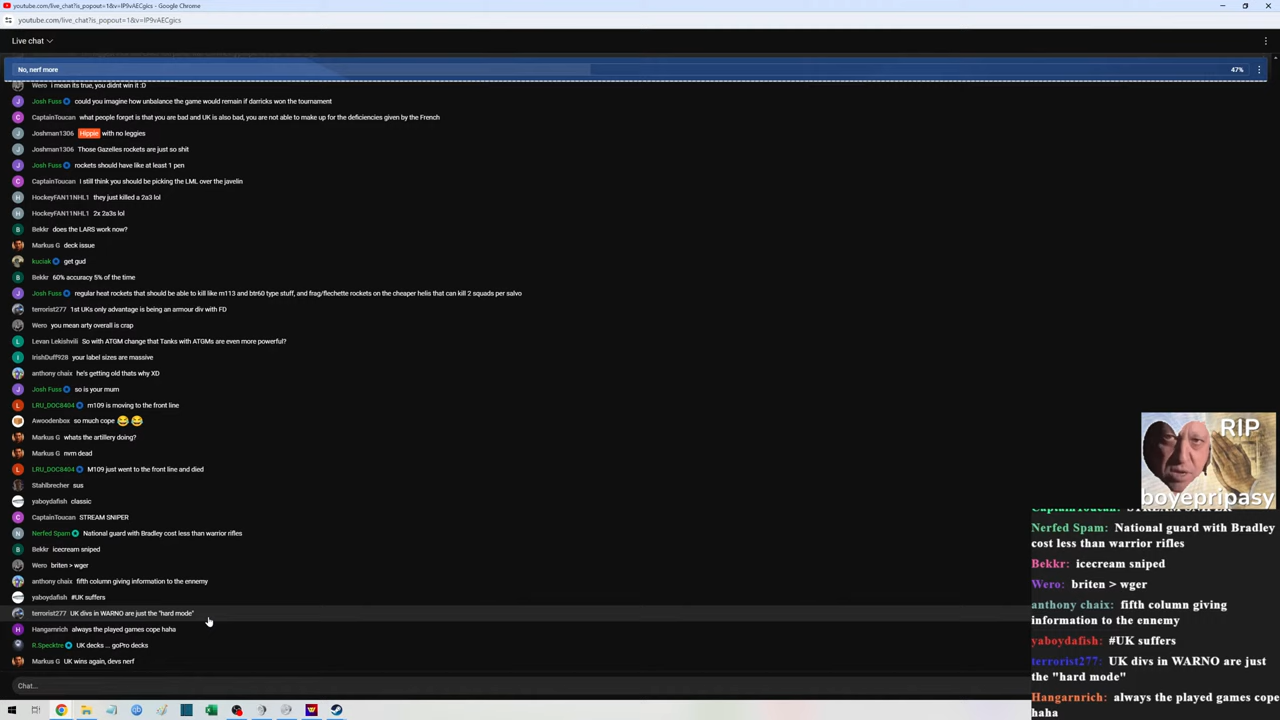 youtube.com/live_chat?is_popout=1&v=lP9vAECgics - Google Chrome
youtube.com/live_chat?is_popout=1&v=lP9vAECgics
Live chat
No, nerf more 47%
Wero I mean its true, you didnt win it :D
Josh Fuss could you imagine how unbalance the game would remain if darricks won the tournament
CaptainToucan what people forget is that you are bad and UK is also bad, you are not able to make up for the deficiencies given by the French
Joshman1306 Hippie with no leggies
Joshman1306 Those Gazelles rockets are just so shit
Josh Fuss rockets should have like at least 1 pen
CaptainToucan I still think you should be picking the LML over the javelin
HockeyFAN11NHL1 they just killed a 2a3 lol
HockeyFAN11NHL1 2x 2a3s lol
Bekkr does the LARS work now?
Markus G deck issue
kuciak get gud
Bekkr 60% accuracy 5% of the time
Josh Fuss regular heat rockets that should be able to kill like m113 and btr60 type stuff, and frag/flechette rockets on the cheaper helis that can kill 2 squads per salvo
terrorist277 1st UKs only advantage is being an armour div with FD
Wero you mean arty overall is crap
Levan Lekishvili So with ATGM change that Tanks with ATGMs are even more powerful?
IrishDuff928 your label sizes are massive
anthony chaix he's getting old thats why XD
Josh Fuss so is your mum
LRU_DOC8404 m109 is moving to the front line
Awoodenbox so much cope 😂 😂
Markus G whats the artillery doing?
Markus G nvm dead
LRU_DOC8404 M109 just went to the front line and died
Stahlbrecher sus
yaboydafish classic
CaptainToucan STREAM SNIPER
Nerfed Spam National guard with Bradley cost less than warrior rifles
Bekkr icecream sniped
Wero briten > wger
anthony chaix fifth column giving information to the ennemy
yaboydafish #UK suffers
terrorist277 UK divs in WARNO are just the "hard mode"
Hangarnrich always the played games cope haha
R.Specktre UK decks ... goPro decks
Markus G UK wins again, devs nerf
Chat...
RIP
boyepripasy
CaptainToucan: STREAM SNIPER
Nerfed Spam: National guard with Bradley
cost less than warrior rifles
Bekkr: icecream sniped
Wero: briten > wger
anthony chaix: fifth column giving
information to the ennemy
yaboydafish: #UK suffers
terrorist277: UK divs in WARNO are just
the "hard mode"
Hangarnrich: always the played games cope
haha